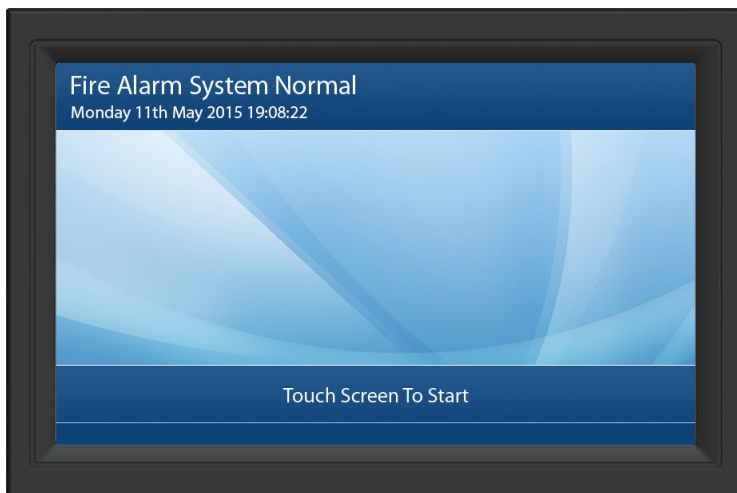 Fire Alarm System Normal
Monday 11th May 2015 19:08:22
Touch Screen To Start